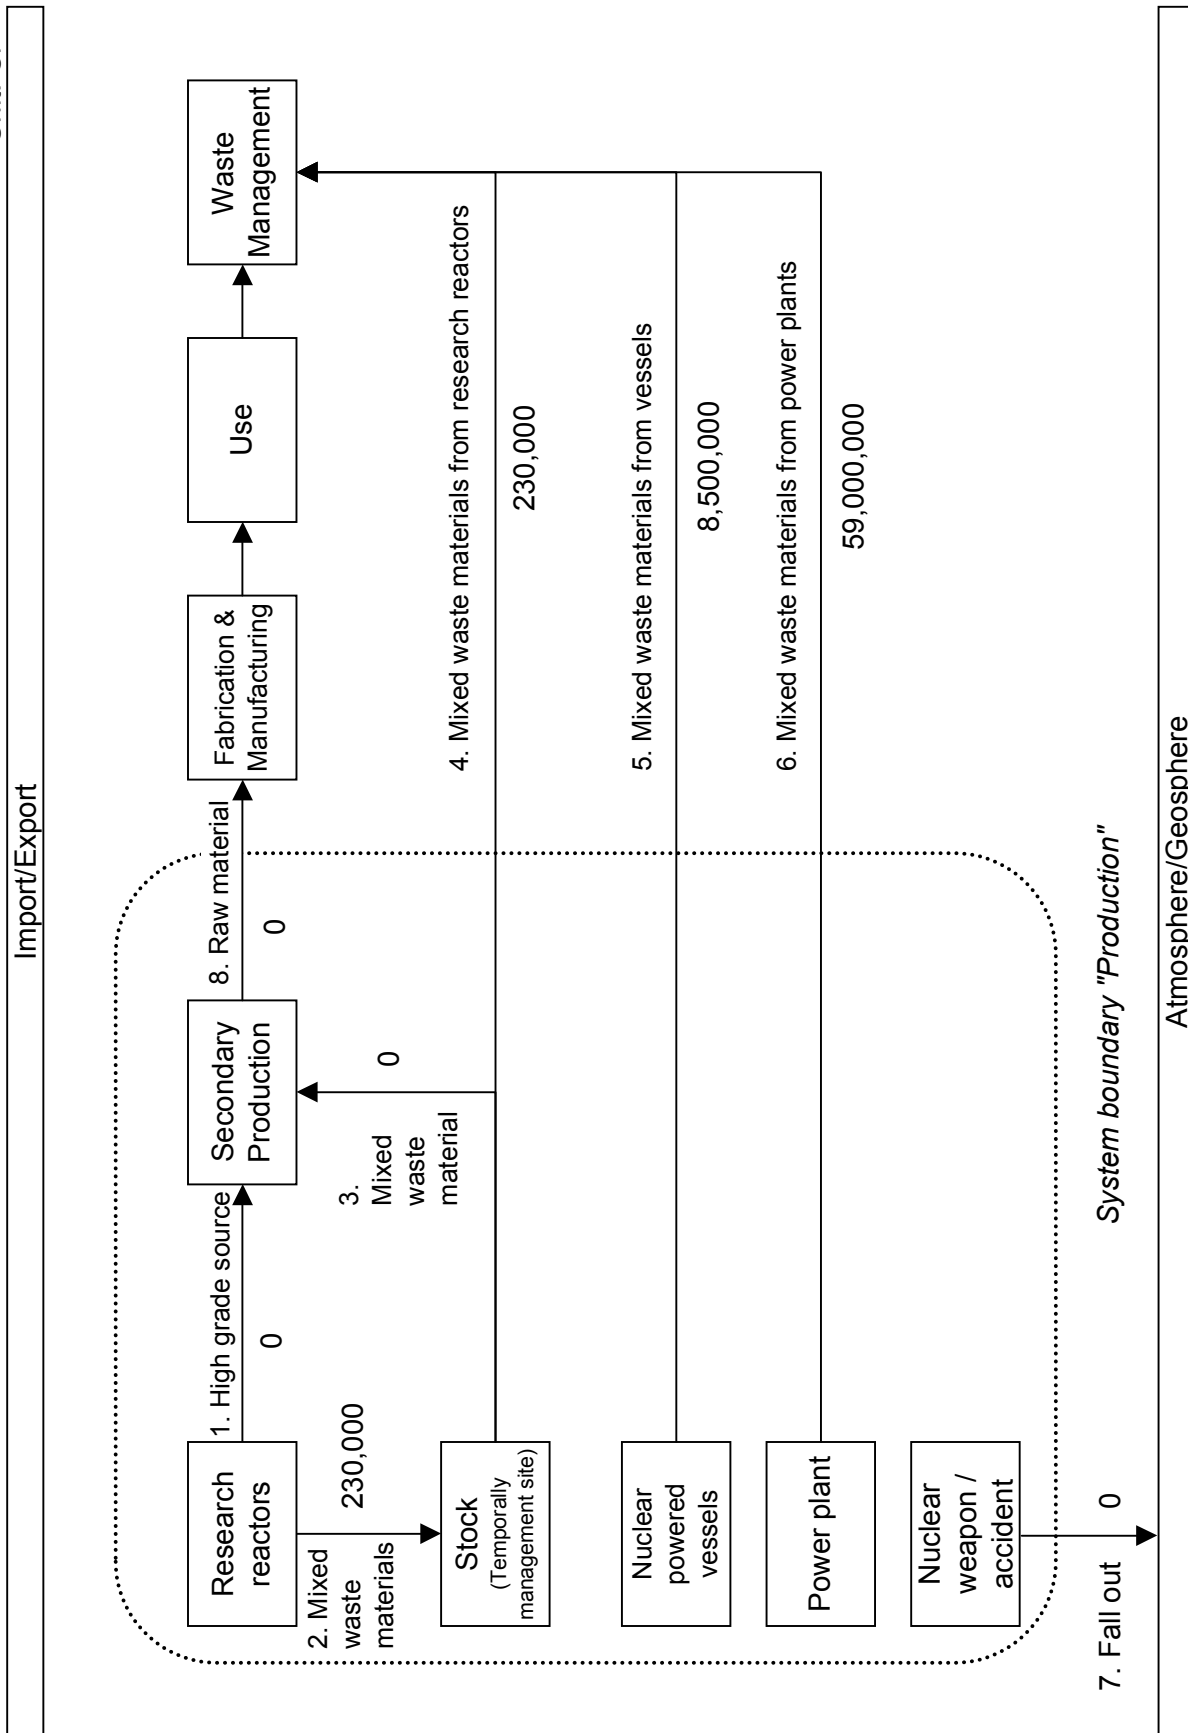 Import/Export
Research
reactors
1. High grade source
0
Secondary
Production
8. Raw material
0
Fabrication &
Manufacturing
Use
Waste
Management
2. Mixed
waste
materials
230,000
3.
Mixed
waste
material
0
Stock
(Temporally
management site)
4. Mixed waste materials from research reactors
230,000
Nuclear
powered
vessels
5. Mixed waste materials from vessels
8,500,000
Power plant
6. Mixed waste materials from power plants
59,000,000
Nuclear
weapon /
accident
7. Fall out
0
System boundary "Production"
Atmosphere/Geosphere